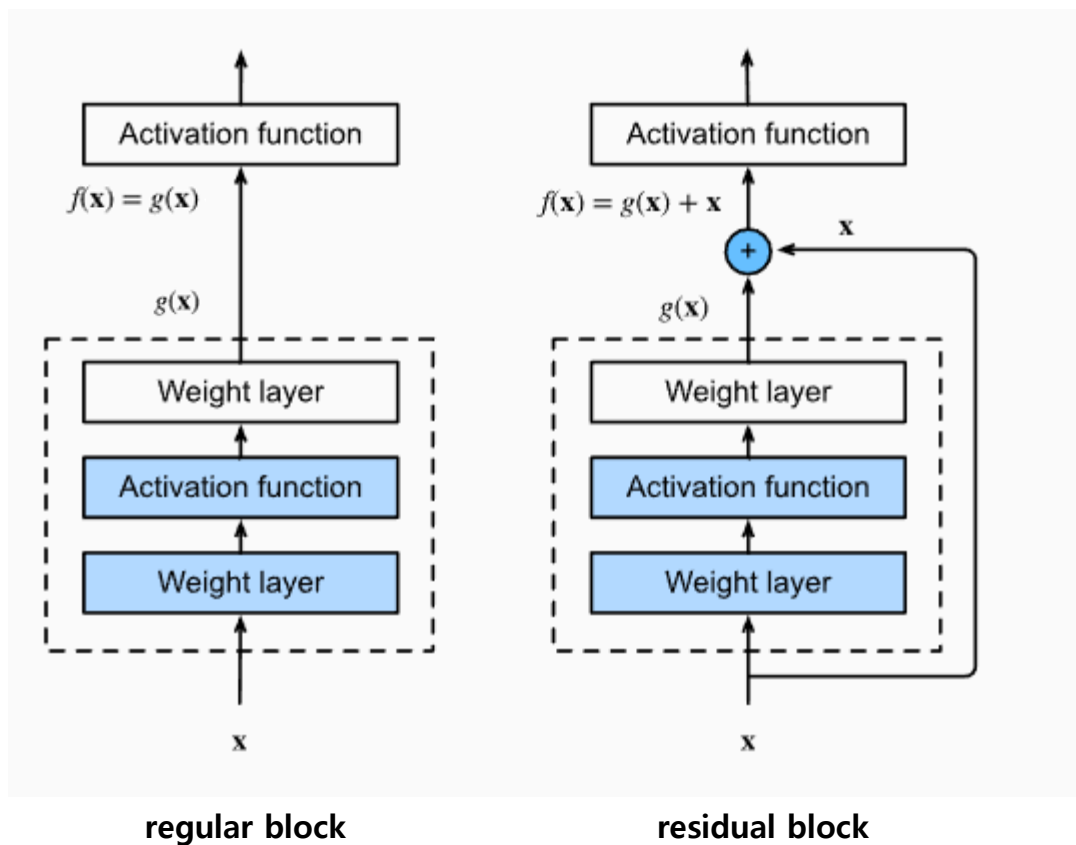 Activation function
f(x) = g(x)
g(x)
Weight layer
Activation function
Weight layer
x
regular block
Activation function
f(x) = g(x) + x
x
+
g(x)
Weight layer
Activation function
Weight layer
x
residual block